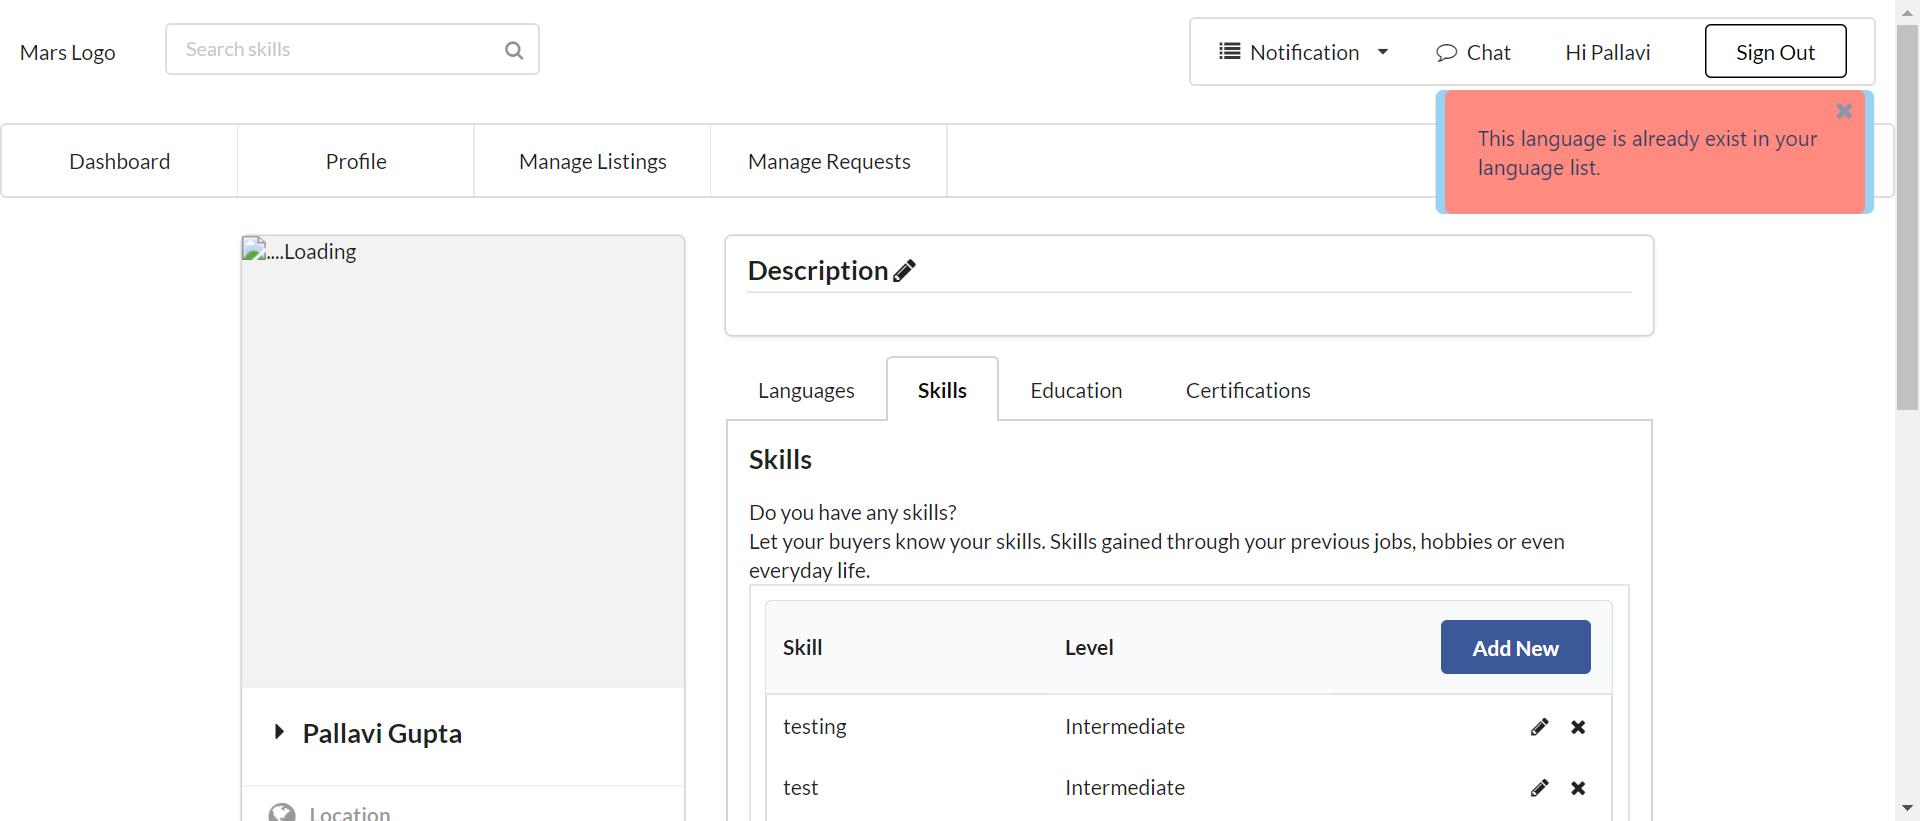 Mars Logo
Search skills
Notification
Chat
Hi Pallavi
Sign Out
This language is already exist in your
language list.
Dashboard
Profile
Manage Listings
Manage Requests
....Loading
Description
Languages
Skills
Education
Certifications
Skills
Do you have any skills?
Let your buyers know your skills. Skills gained through your previous jobs, hobbies or even
everyday life.
Skill
Level
Add New
testing
Intermediate
test
Intermediate
Pallavi Gupta
Location